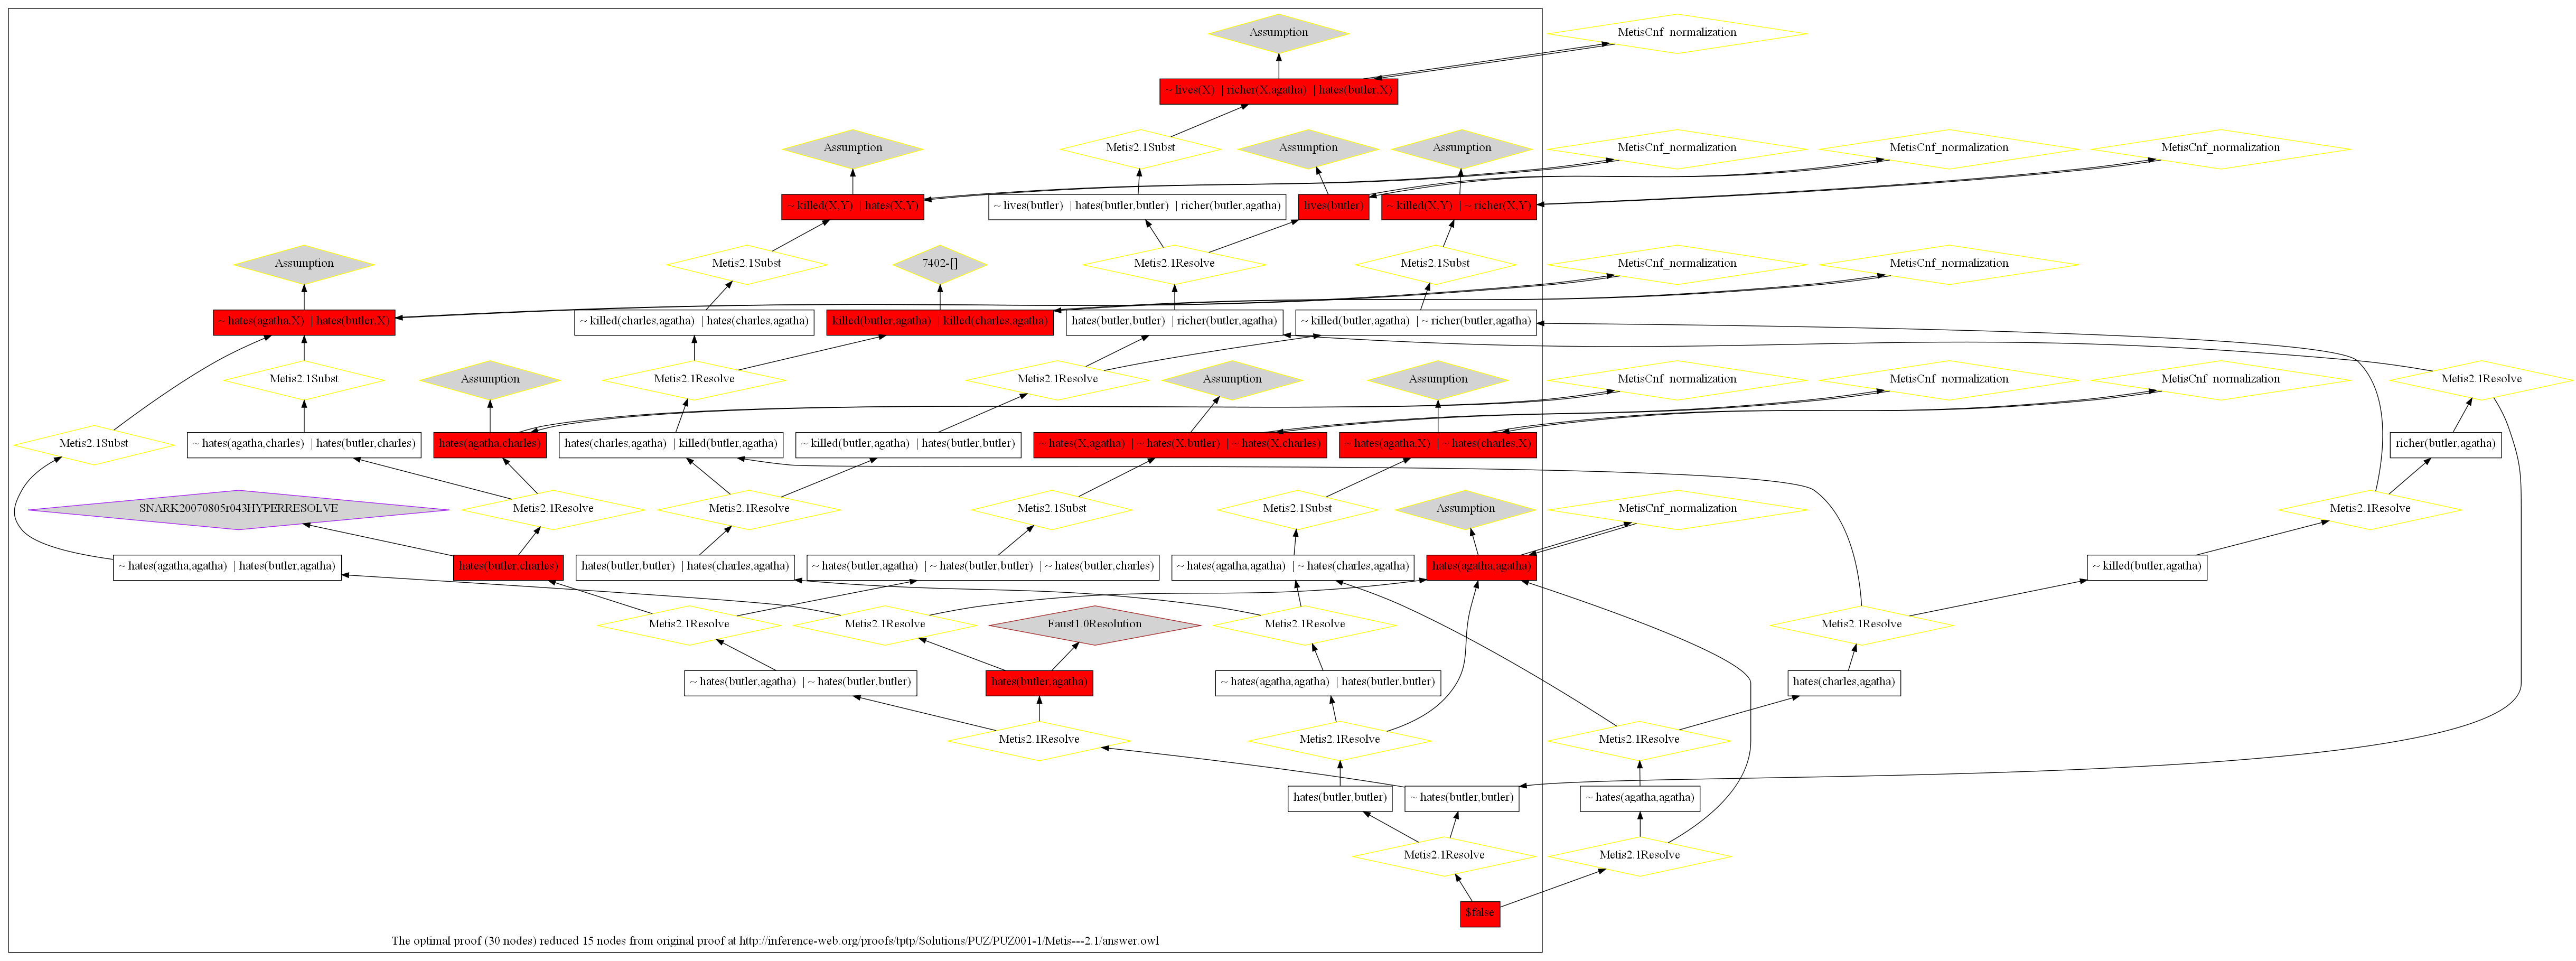 Assumption
MetisCnf_normalization
~ lives(X) | richer(X,agatha) | hates(butler,X)
Assumption
Metis2.1Subst
Assumption
Assumption
MetisCnf_normalization
MetisCnf_normalization
MetisCnf_normalization
~ killed(X,Y) | hates(X,Y)
~ lives(butler) | hates(butler,butler) | richer(butler,agatha)
lives(butler)
~ killed(X,Y) | ~ richer(X,Y)
Assumption
Metis2.1Subst
7402-[]
Metis2.1Resolve
Metis2.1Subst
MetisCnf_normalization
MetisCnf_normalization
~ hates(agatha,X) | hates(butler,X)
~ killed(charles,agatha) | hates(charles,agatha)
killed(butler,agatha) | killed(charles,agatha)
hates(butler,butler) | richer(butler,agatha)
~ killed(butler,agatha) | ~ richer(butler,agatha)
Metis2.1Subst
Assumption
Metis2.1Resolve
Metis2.1Resolve
Assumption
Assumption
MetisCnf_normalization
MetisCnf_normalization
MetisCnf_normalization
Metis2.1Resolve
Metis2.1Subst
~ hates(agatha,charles) | hates(butler,charles)
hates(agatha,charles)
hates(charles,agatha) | killed(butler,agatha)
~ killed(butler,agatha) | hates(butler,butler)
~ hates(X,agatha) | ~ hates(X,butler) | ~ hates(X,charles)
~ hates(agatha,X) | ~ hates(charles,X)
richer(butler,agatha)
SNARK20070805r043HYPERRESOLVE
Metis2.1Resolve
Metis2.1Resolve
Metis2.1Subst
Metis2.1Subst
Assumption
MetisCnf_normalization
Metis2.1Resolve
~ hates(agatha,agatha) | hates(butler,agatha)
hates(butler,charles)
hates(butler,butler) | hates(charles,agatha)
~ hates(butler,agatha) | ~ hates(butler,butler) | ~ hates(butler,charles)
~ hates(agatha,agatha) | ~ hates(charles,agatha)
hates(agatha,agatha)
~ killed(butler,agatha)
Metis2.1Resolve
Metis2.1Resolve
Faust1.0Resolution
Metis2.1Resolve
Metis2.1Resolve
~ hates(butler,agatha) | ~ hates(butler,butler)
hates(butler,agatha)
~ hates(agatha,agatha) | hates(butler,butler)
hates(charles,agatha)
Metis2.1Resolve
Metis2.1Resolve
Metis2.1Resolve
hates(butler,butler)
~ hates(butler,butler)
~ hates(agatha,agatha)
Metis2.1Resolve
Metis2.1Resolve
$false
The optimal proof (30 nodes) reduced 15 nodes from original proof at http://inference-web.org/proofs/tptp/Solutions/PUZ/PUZ001-1/Metis---2.1/answer.owl